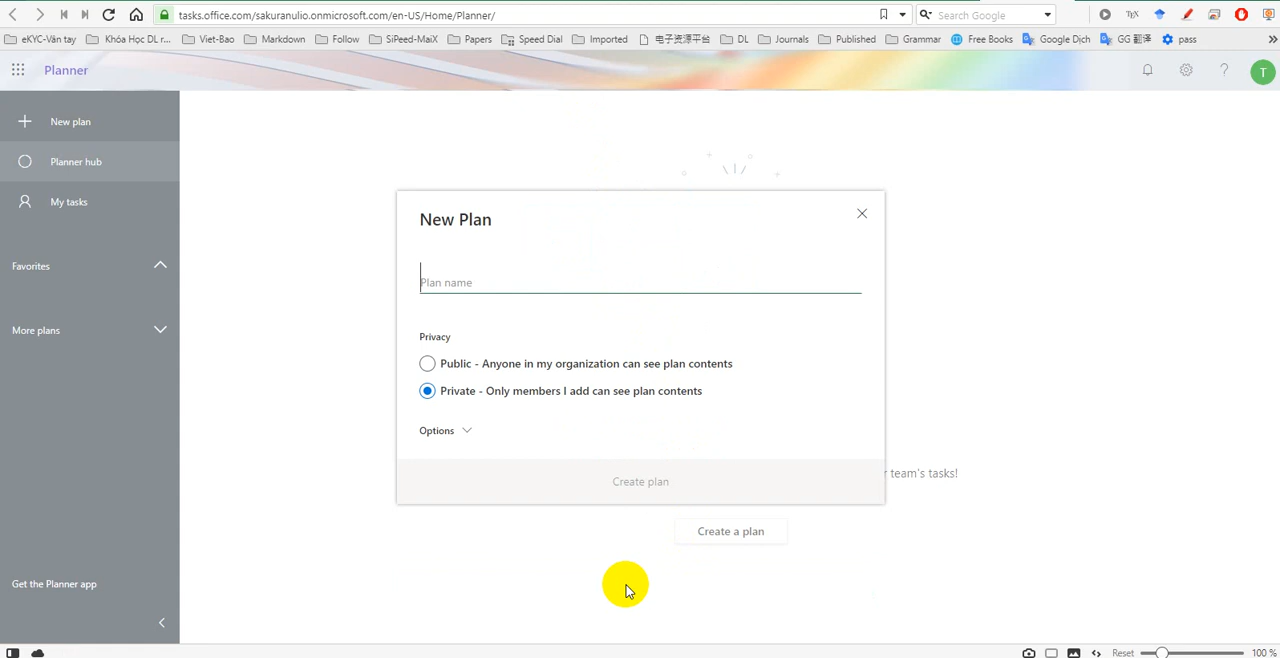 tasks.office.com/sakuranulio.onmicrosoft.com/en-US/Home/Planner/
Search Google
TeX
eKYC-Vân tay
Khóa Học DL r...
Viet-Bao
Markdown
Follow
SiPeed-MaiX
Papers
Speed Dial
Imported
电子资源平台
DL
Journals
Published
Grammar
Free Books
Google Dịch
GG 翻译
pass
Planner
T
New plan
Planner hub
My tasks
Favorites
More plans
Get the Planner app
New Plan
Plan name
Privacy
Public - Anyone in my organization can see plan contents
Private - Only members I add can see plan contents
Options
Create plan
r team's tasks!
Create a plan
Reset
100 %